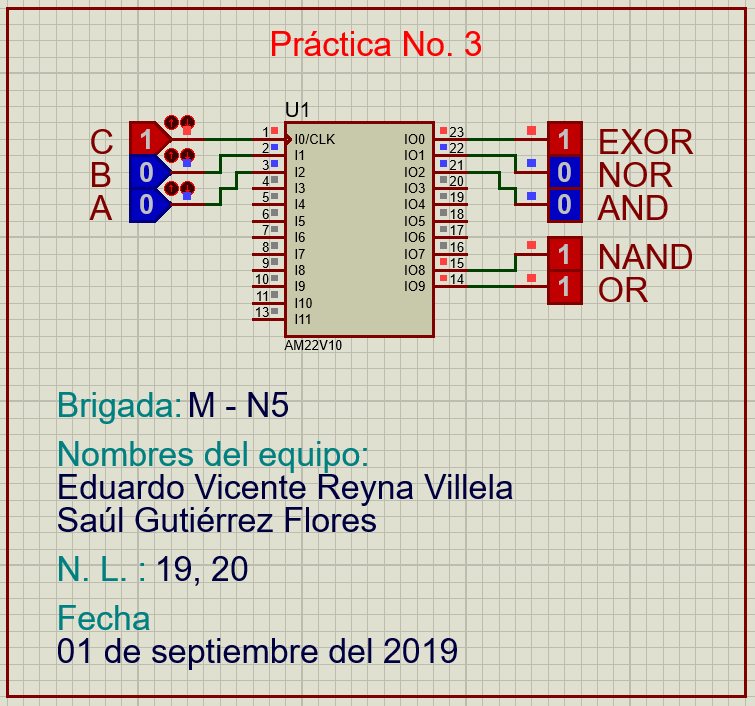 Práctica No. 3
U1
C 1
B 0
A 0
1 I0/CLK IO0 23
2 I1 IO1 22
3 I2 IO2 21
4 I3 IO3 20
5 I4 IO4 19
6 I5 IO5 18
7 I6 IO6 17
8 I7 IO7 16
9 I8 IO8 15
10 I9 IO9 14
11 I10
13 I11
AM22V10
1 EXOR
0 NOR
0 AND
1 NAND
1 OR
Brigada: M - N5
Nombres del equipo:
Eduardo Vicente Reyna Villela
Saúl Gutiérrez Flores
N. L. : 19, 20
Fecha
01 de septiembre del 2019